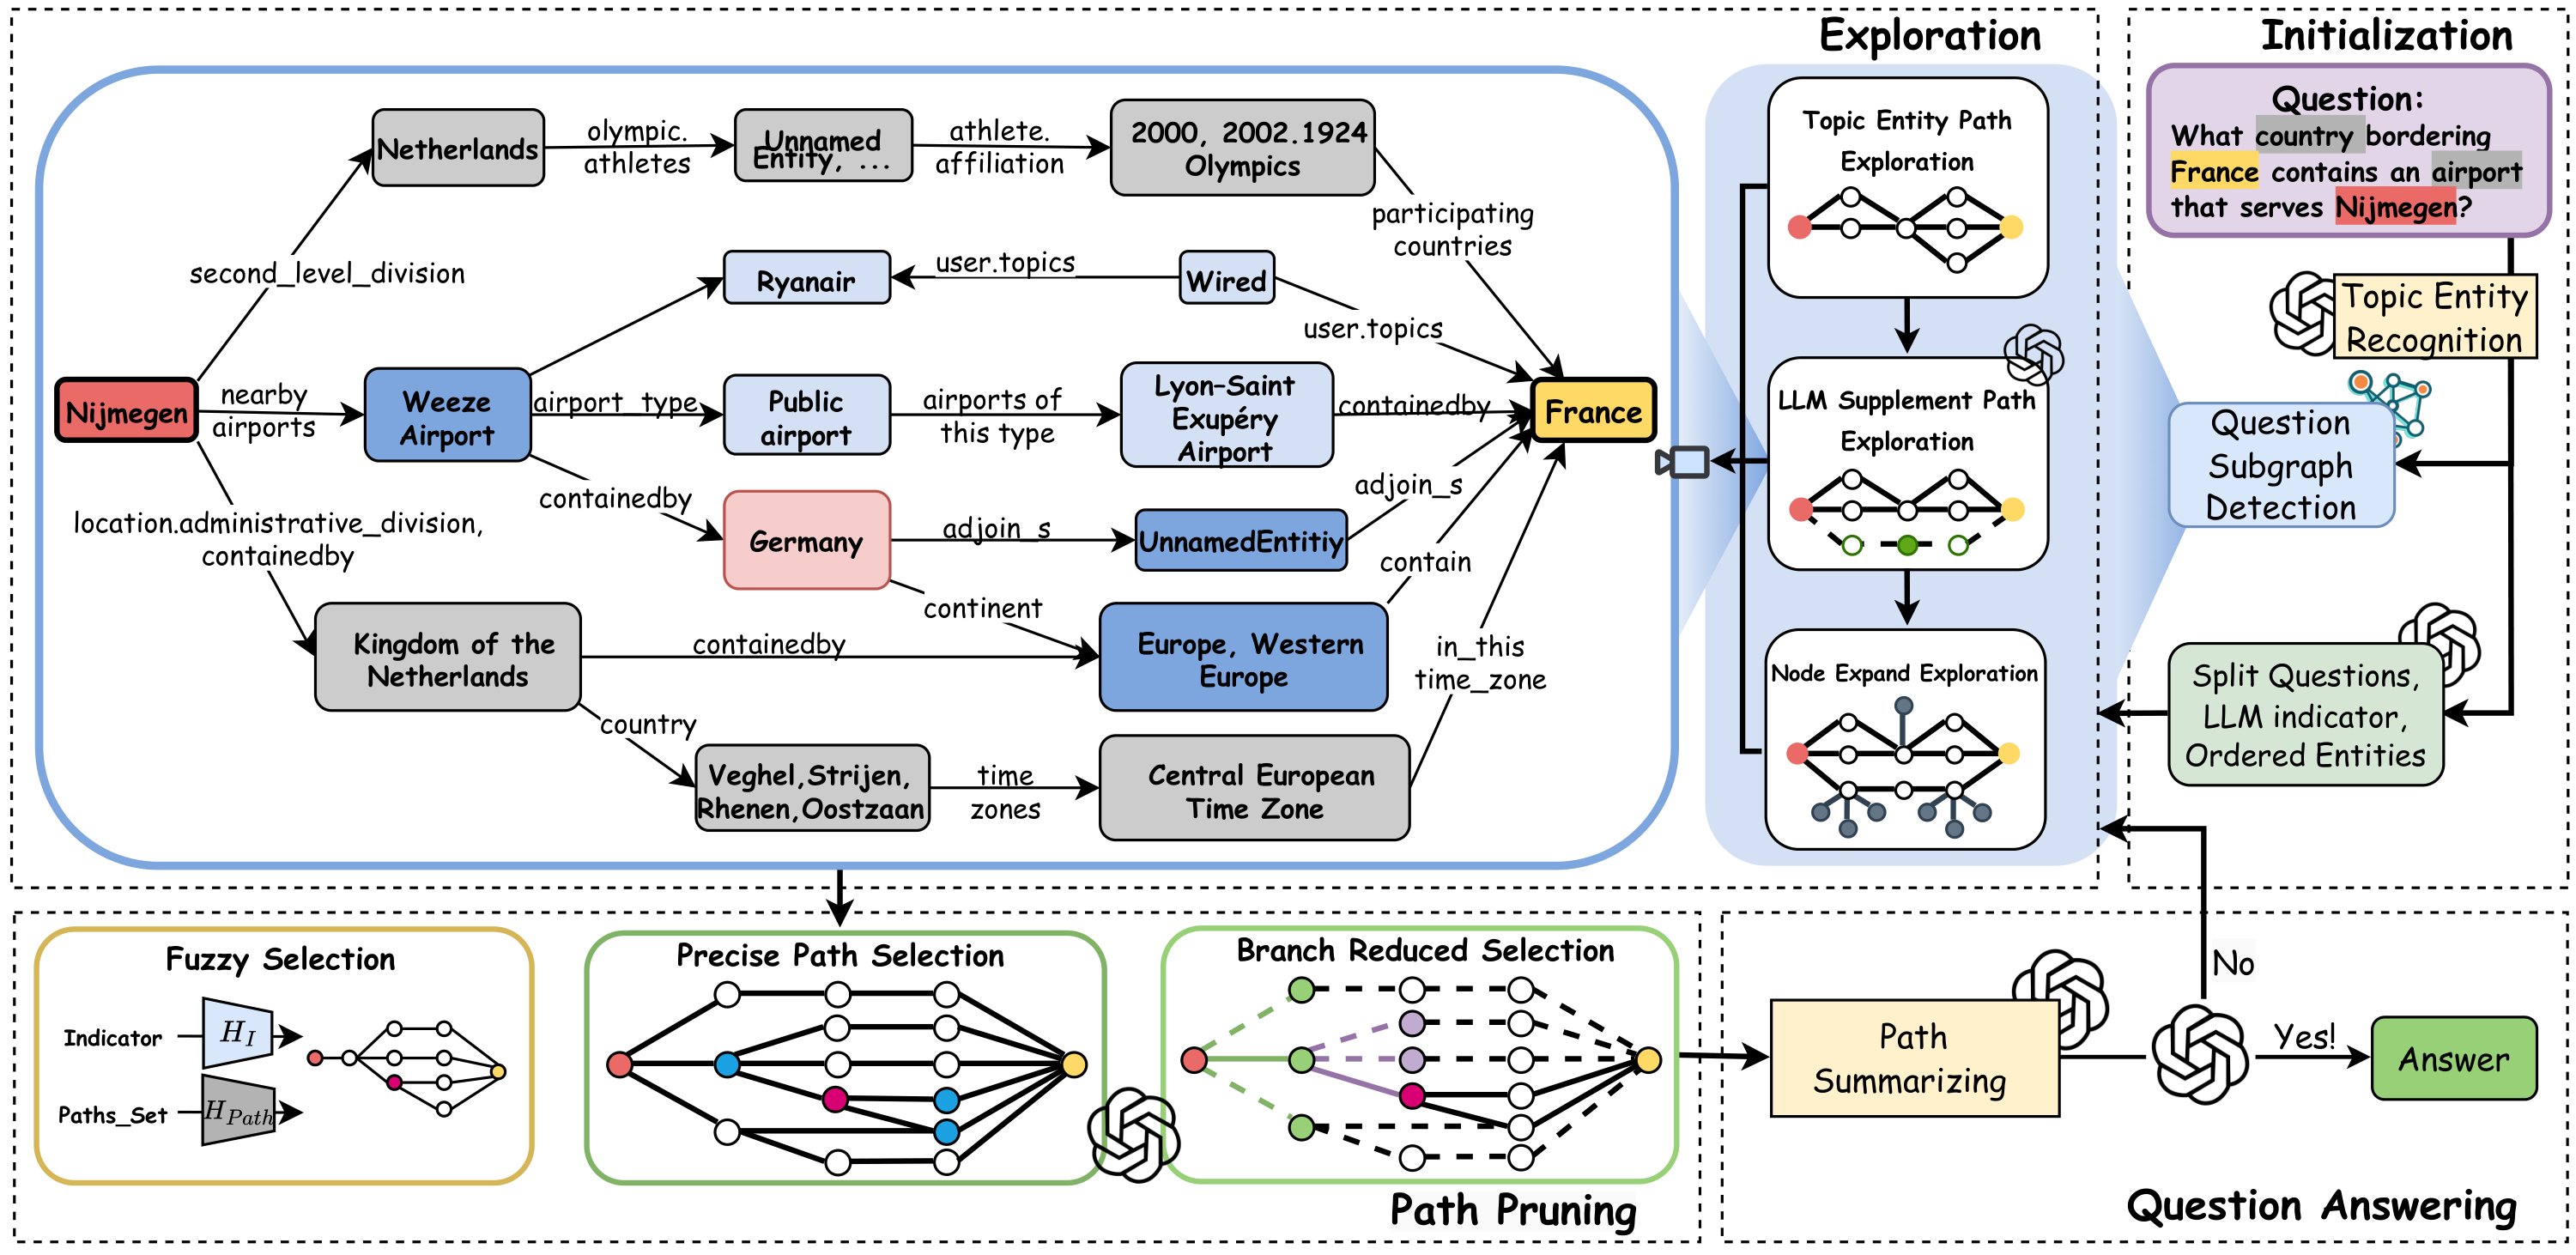 Exploration
Initialization
Netherlands
olympic.
athletes
Unnamed
Entity, ...
athlete.
affiliation
2000, 2002.1924
Olympics
participating
countries
second_level_division
Ryanair
user.topics
Wired
user.topics
Nijmegen
nearby
airports
Weeze
Airport
airport_type
Public
airport
airports of
this type
Lyon-Saint
Exupéry
Airport
containedby
France
containedby
Germany
adjoin_s
UnnamedEntitiy
adjoin_s
location.administrative_division,
containedby
continent
contain
Kingdom of the
Netherlands
containedby
Europe, Western
Europe
in_this
time_zone
country
Veghel,Strijen,
Rhenen,Oostzaan
time
zones
Central European
Time Zone
Topic Entity Path
Exploration
LLM Supplement Path
Exploration
Node Expand Exploration
Question:
What country bordering
France contains an airport
that serves Nijmegen?
Topic Entity
Recognition
Question
Subgraph
Detection
Split Questions,
LLM indicator,
Ordered Entities
Fuzzy Selection
Indicator
H_I
Paths_Set
H_Path
Precise Path Selection
Branch Reduced Selection
Path Pruning
Path
Summarizing
No
Yes!
Answer
Question Answering